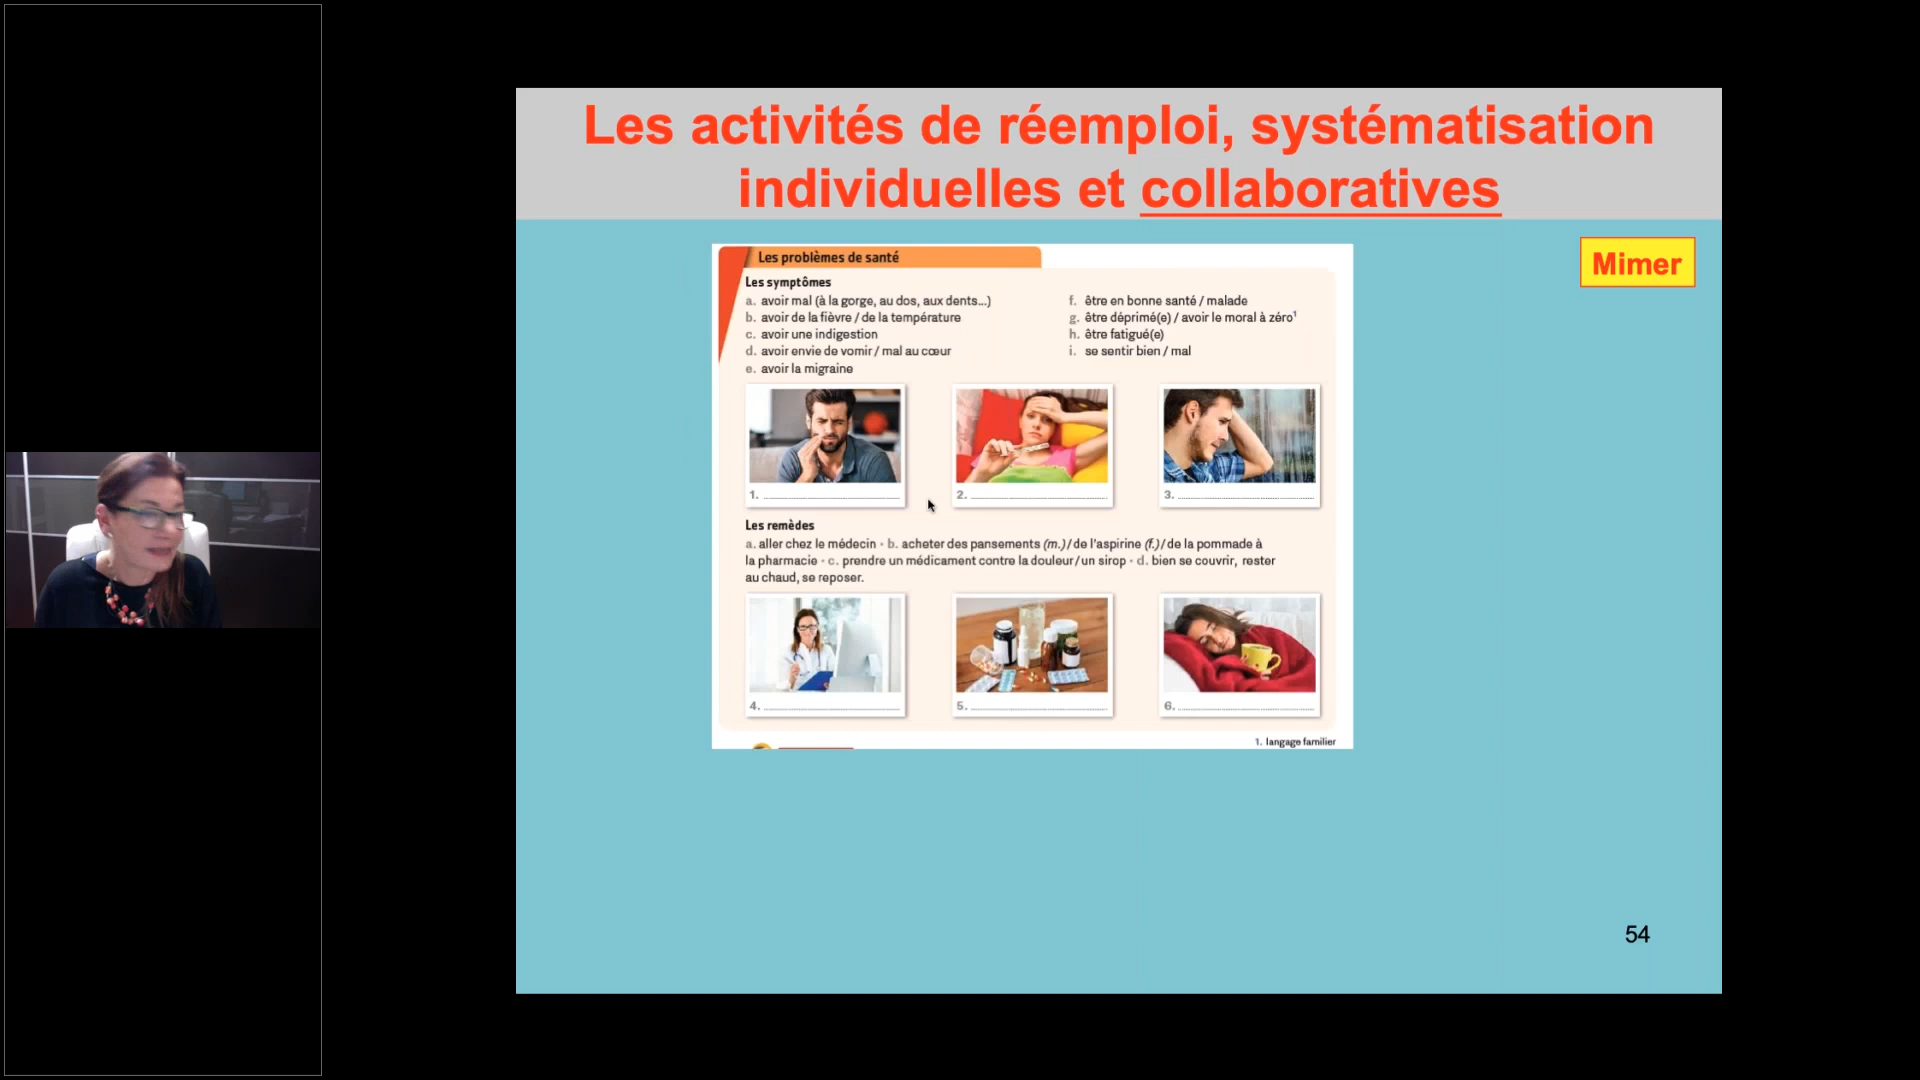 Les activités de réemploi, systématisation
individuelles et collaboratives
Mimer
Les problèmes de santé
Les symptômes
a. avoir mal (à la gorge, au dos, aux dents...)
b. avoir de la fièvre / de la température
c. avoir une indigestion
d. avoir envie de vomir / mal au cœur
e. avoir la migraine
f. être en bonne santé / malade
g. être déprimé(e) / avoir le moral à zéro¹
h. être fatigué(e)
i. se sentir bien / mal
1.
2.
3.
Les remèdes
a. aller chez le médecin • b. acheter des pansements (m.)/de l'aspirine (f.)/de la pommade à
la pharmacie • c. prendre un médicament contre la douleur/un sirop • d. bien se couvrir, rester
au chaud, se reposer.
4.
5.
6.
1. langage familier
54